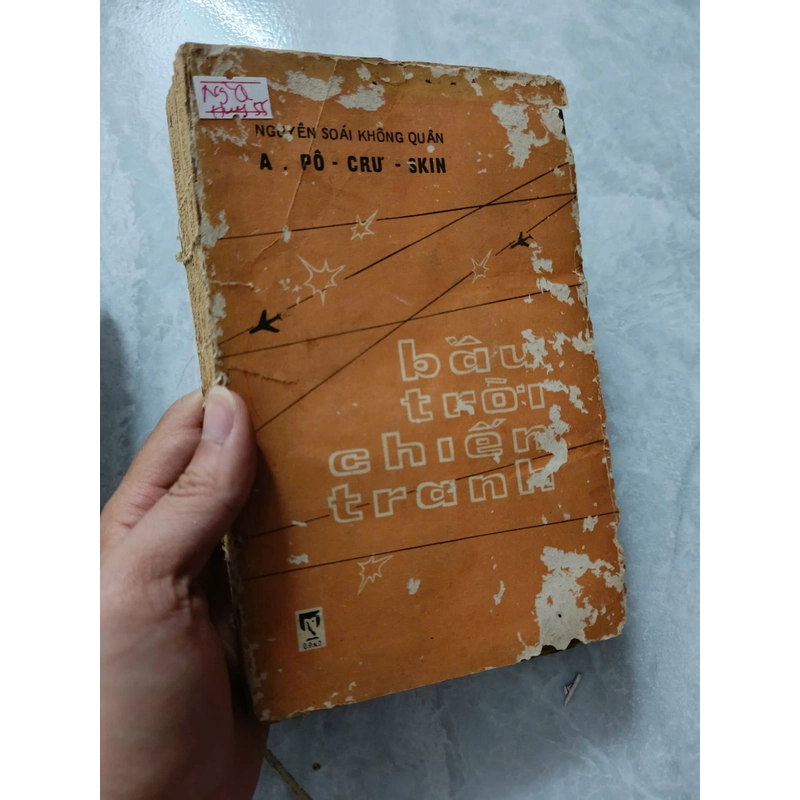 NGUYÊN SOÁI KHÔNG QUÂN
A. PÔ - CRƯ - SKIN
bầu
trời
chiến
tranh